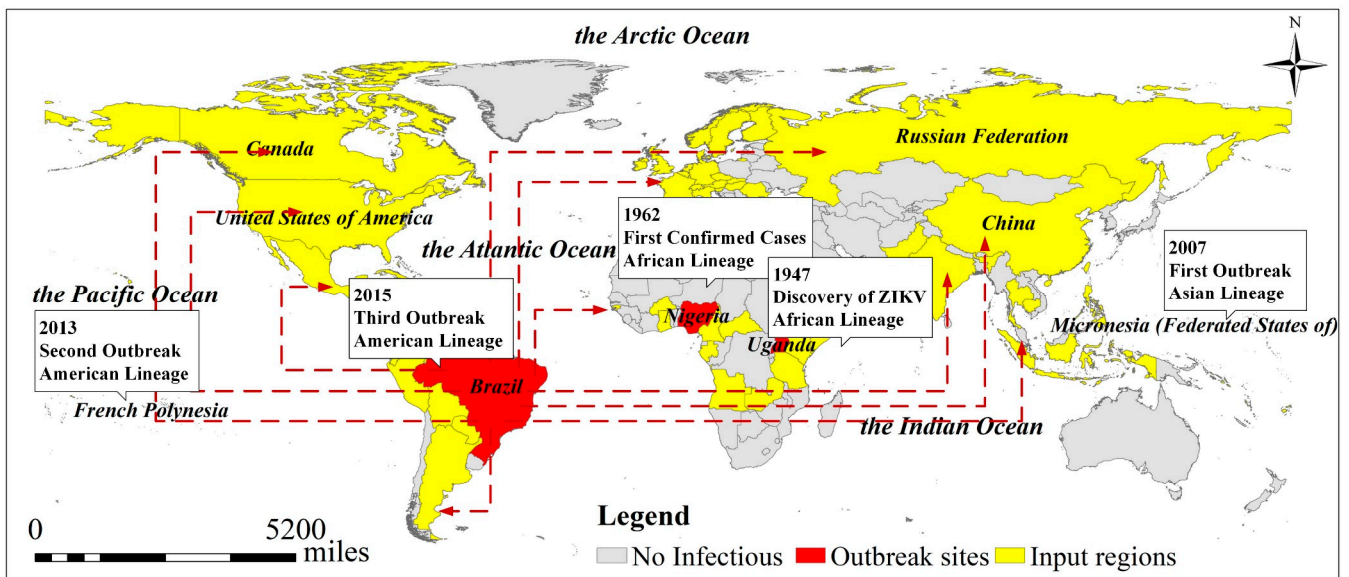 the Arctic Ocean
N
Canada
Russian Federation
United States of America
China
the Atlantic Ocean
1962
First Confirmed Cases
African Lineage
1947
Discovery of ZIKV
African Lineage
2007
First Outbreak
Asian Lineage
the Pacific Ocean
2013
Second Outbreak
American Lineage
2015
Third Outbreak
American Lineage
Nigeria
Uganda
Micronesia (Federated States of)
Brazil
French Polynesia
the Indian Ocean
0 5200
miles
Legend
No Infectious Outbreak sites Input regions